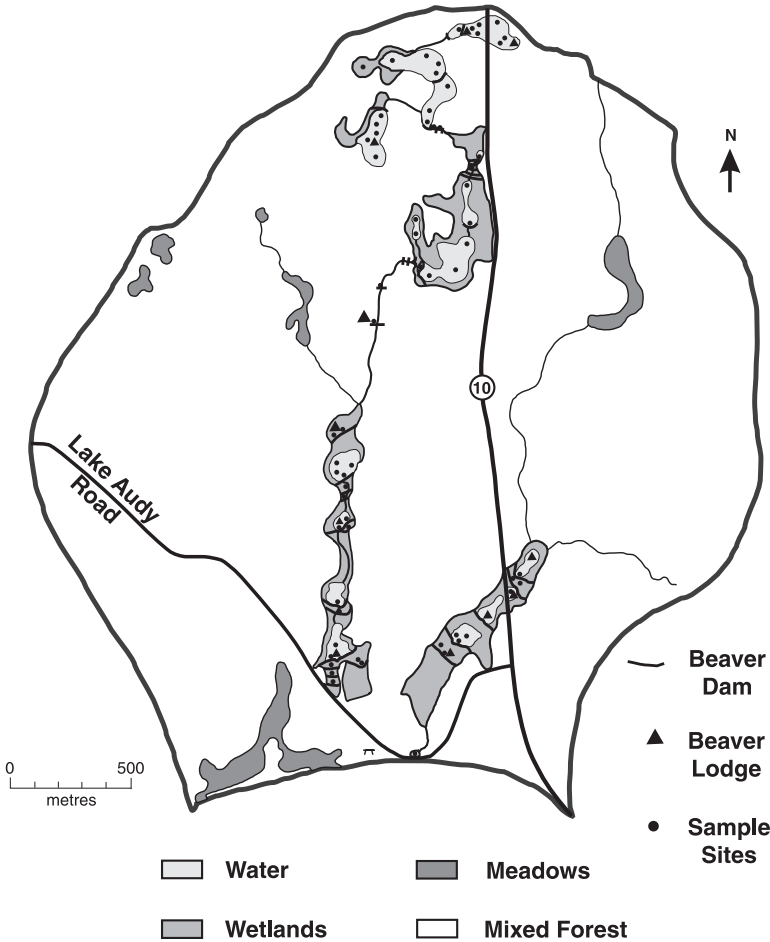 N
10
Lake Audy
Road
Beaver
Dam
Beaver
Lodge
Sample
Sites
0 500
metres
Water
Meadows
Wetlands
Mixed Forest